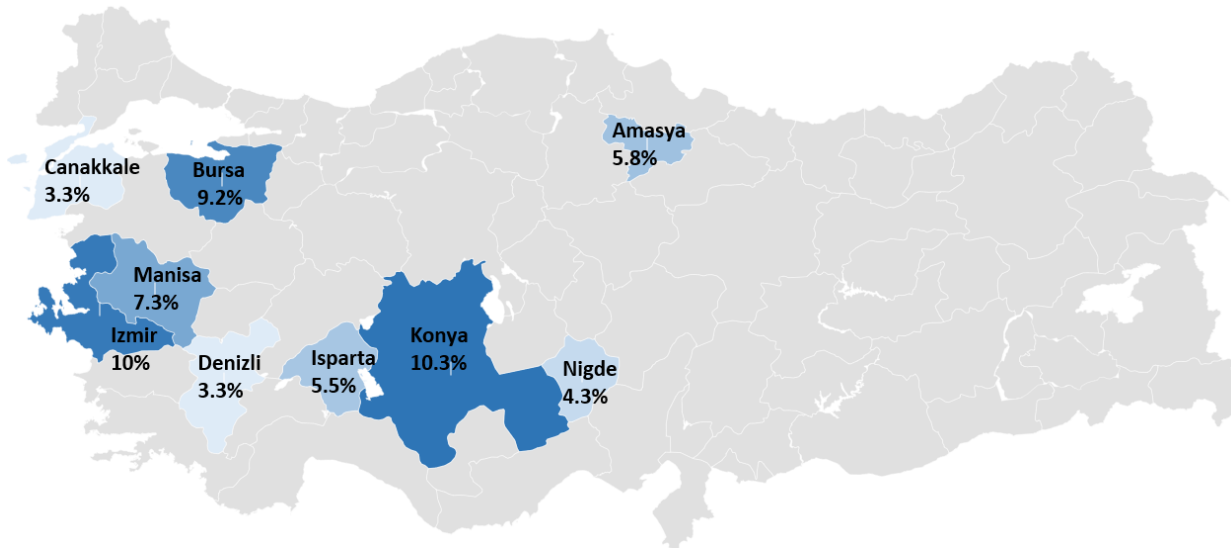 Amasya
5.8%
Canakkale
3.3%
Bursa
9.2%
Manisa
7.3%
Izmir
10%
Denizli
3.3%
Isparta
5.5%
Konya
10.3%
Nigde
4.3%